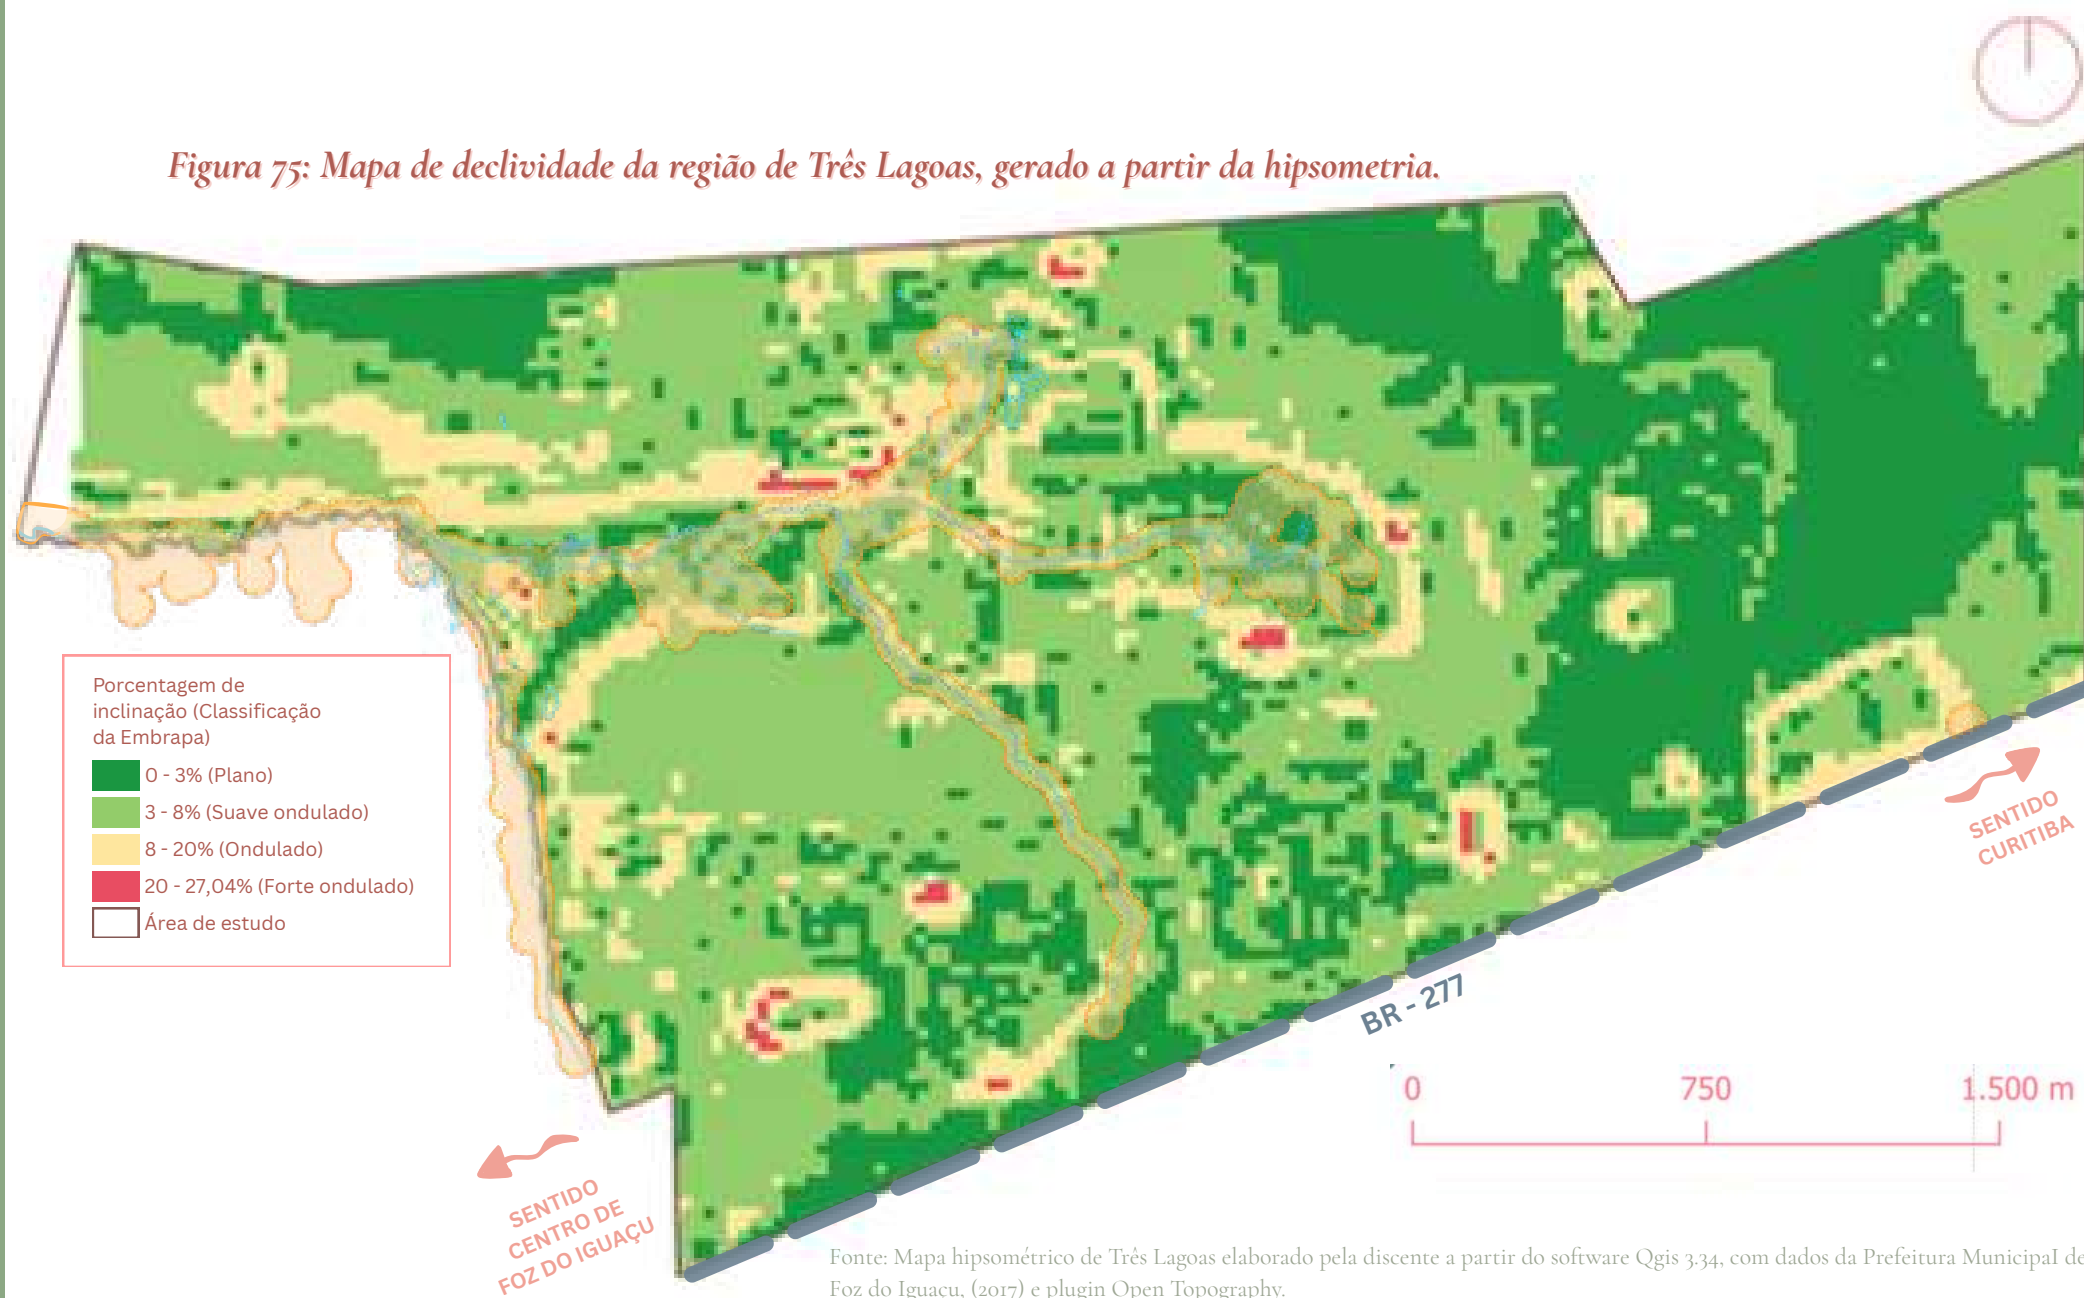 Figura 75: Mapa de declividade da região de Três Lagoas, gerado a partir da hipsometria.
Porcentagem de
inclinação (Classificação
da Embrapa)
0 - 3% (Plano)
3 - 8% (Suave ondulado)
8 - 20% (Ondulado)
20 - 27,04% (Forte ondulado)
Área de estudo
SENTIDO
CURITIBA
BR - 277
0 750 1.500 m
SENTIDO
CENTRO DE
FOZ DO IGUAÇU
Fonte: Mapa hipsométrico de Três Lagoas elaborado pela discente a partir do software Qgis 3.34, com dados da Prefeitura Municipal de
Foz do Iguaçu, (2017) e plugin Open Topography.